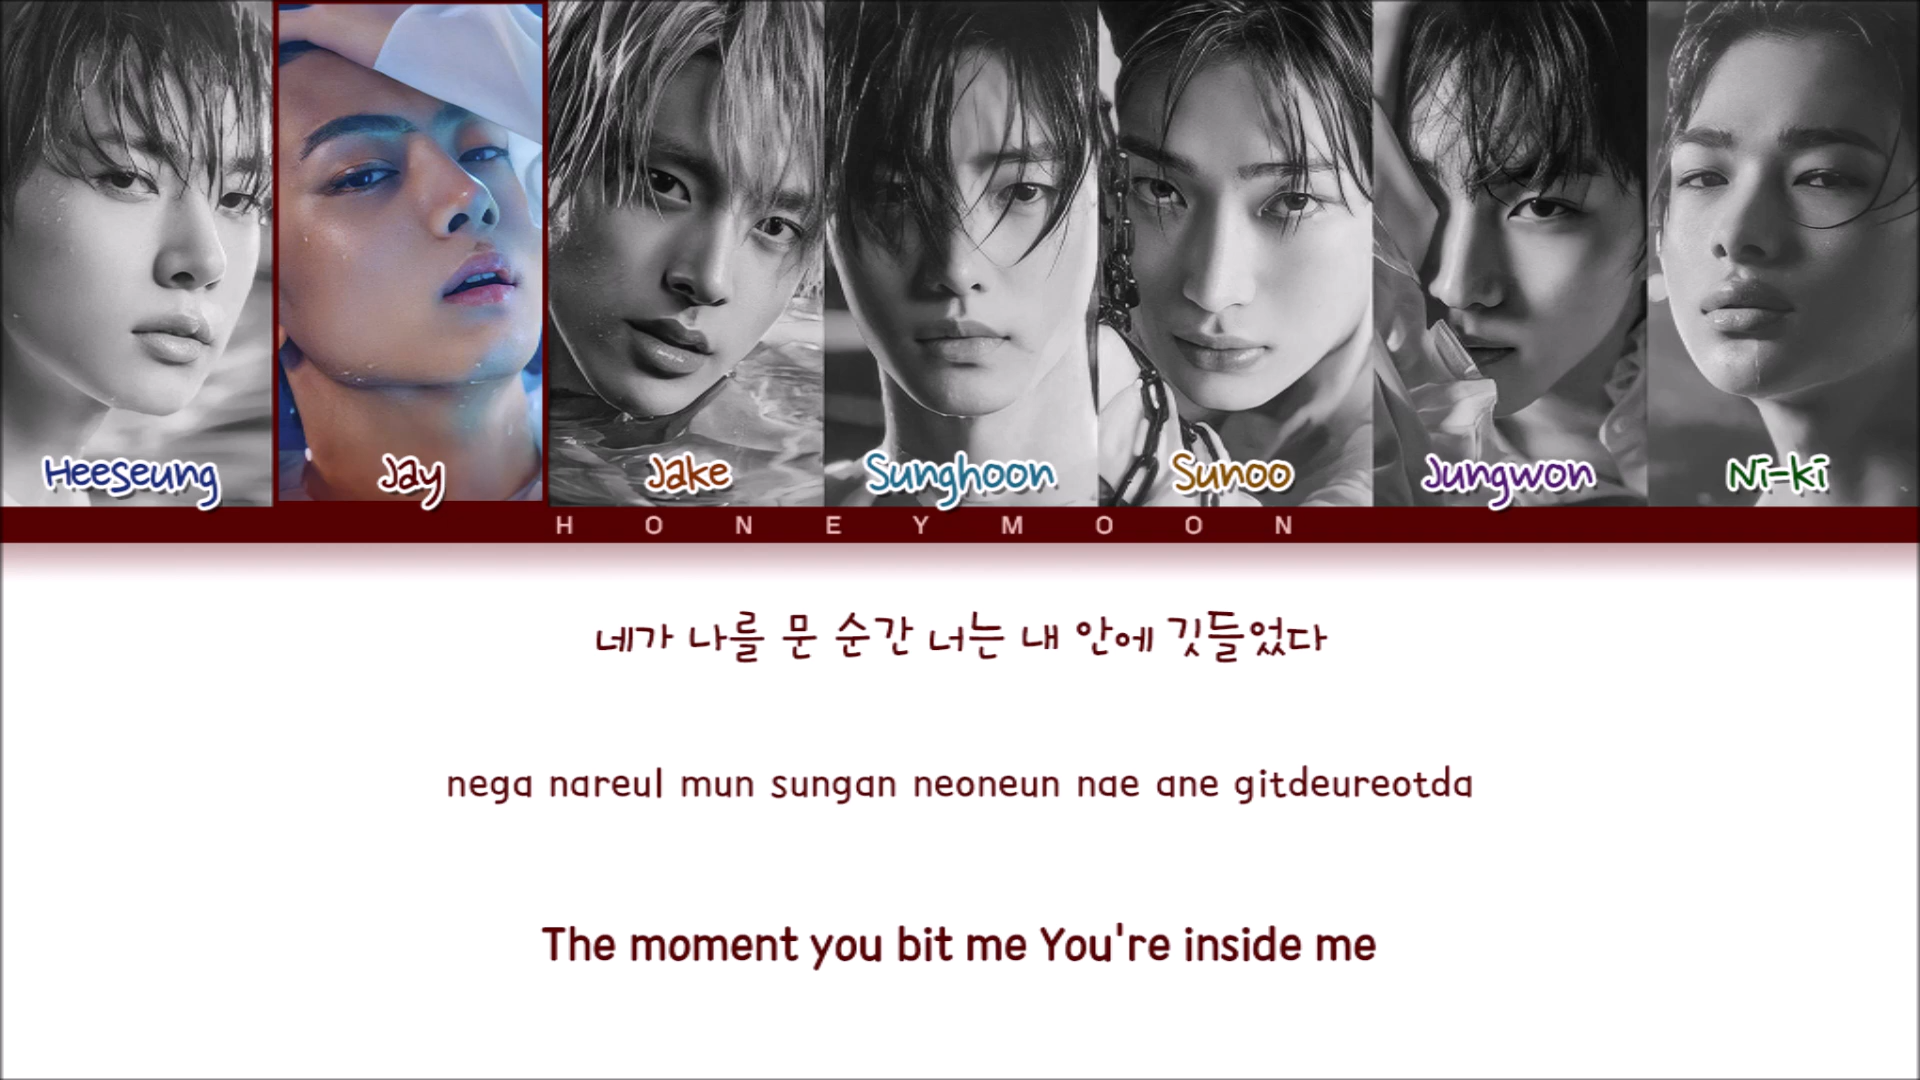 Heeseung Jay Jake Sunghoon Sunoo Jungwon Ni-ki
HONEYMOON
네가 나를 문 순간 너는 내 안에 깃들었다
nega nareul mun sungan neoneun nae ane gitdeureotda
The moment you bit me You're inside me